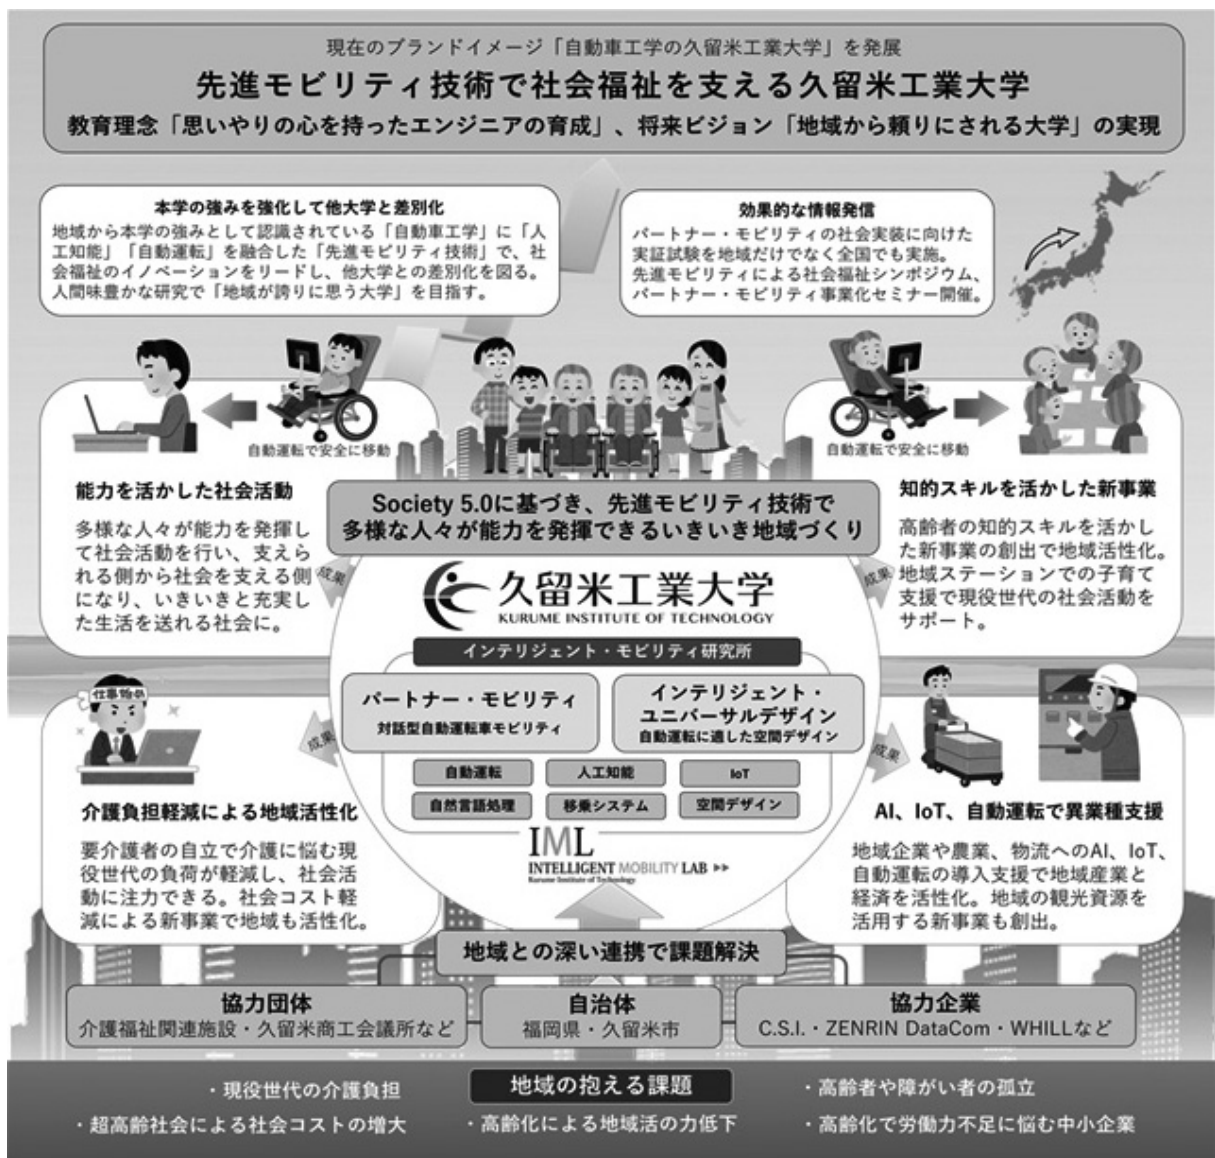 現在のブランドイメージ「自動車工学の久留米工業大学」を発展
先進モビリティ技術で社会福祉を支える久留米工業大学
教育理念「思いやりの心を持ったエンジニアの育成」、将来ビジョン「地域から頼りにされる大学」の実現
本学の強みを強化して他大学と差別化
地域から本学の強みとして認識されている「自動車工学」に「人
工知能」「自動運転」を融合した「先進モビリティ技術」で、社
会福祉のイノベーションをリードし、他大学との差別化を図る。
人間味豊かな研究で「地域が誇りに思う大学」を目指す。
効果的な情報発信
パートナー・モビリティの社会実装に向けた
実証試験を地域だけでなく全国でも実施。
先進モビリティによる社会福祉シンポジウム、
パートナー・モビリティ事業化セミナー開催。
自動運転で安全に移動
自動運転で安全に移動
能力を活かした社会活動
多様な人々が能力を発揮し
て社会活動を行い、支えら
れる側から社会を支える側
になり、いきいきと充実し
た生活を送れる社会に。
Society 5.0に基づき、先進モビリティ技術で
多様な人々が能力を発揮できるいきいき地域づくり
知的スキルを活かした新事業
高齢者の知的スキルを活かし
た新事業の創出で地域活性化。
地域ステーションでの子育て
支援で現役世代の社会活動を
サポート。
成果
成果
久留米工業大学
KURUME INSTITUTE OF TECHNOLOGY
インテリジェント・モビリティ研究所
パートナー・モビリティ
対話型自動運転車モビリティ
インテリジェント・
ユニバーサルデザイン
自動運転に適した空間デザイン
自動運転
人工知能
IoT
自然言語処理
移乗システム
空間デザイン
IML
INTELLIGENT MOBILITY LAB
Kurume Institute of Technology
成果
成果
介護負担軽減による地域活性化
要介護者の自立で介護に悩む現
役世代の負荷が軽減し、社会活
動に注力できる。社会コスト軽
減による新事業で地域も活性化。
AI、IoT、自動運転で異業種支援
地域企業や農業、物流へのAI、IoT、
自動運転の導入支援で地域産業と
経済を活性化。地域の観光資源を
活用する新事業も創出。
地域との深い連携で課題解決
協力団体
介護福祉関連施設・久留米商工会議所など
自治体
福岡県・久留米市
協力企業
C.S.I.・ZENRIN DataCom・WHILLなど
地域の抱える課題
・現役世代の介護負担
・高齢者や障がい者の孤立
・超高齢社会による社会コストの増大
・高齢化による地域活の力低下
・高齢化で労働力不足に悩む中小企業